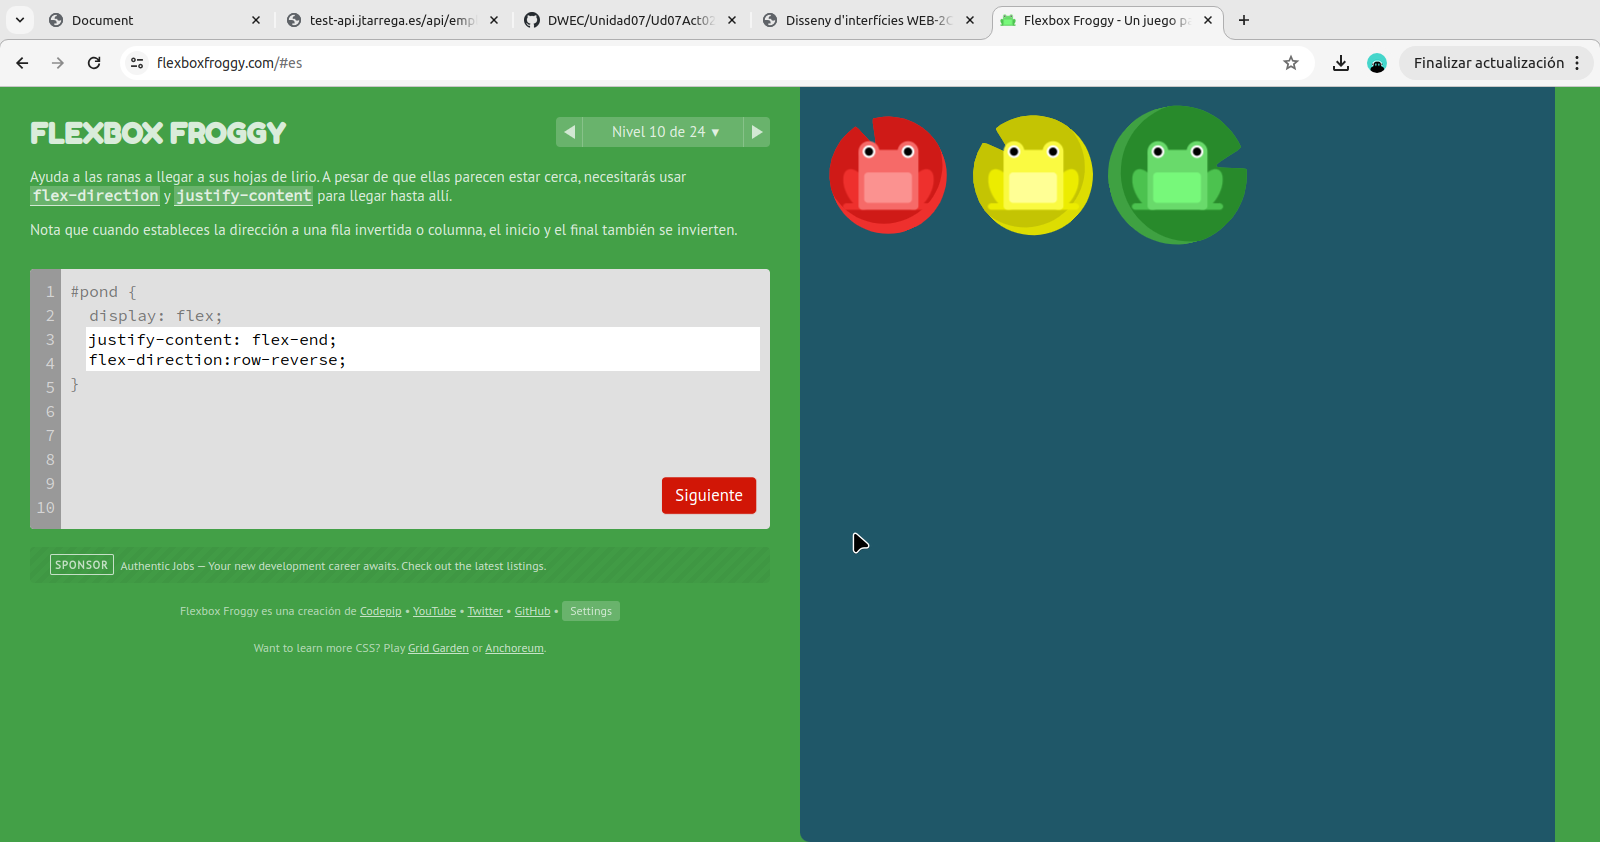 Document
test-api.jtarrega.es/api/emp
DWEC/Unidad07/Ud07Act02
Disseny d'interfícies WEB-2C
Flexbox Froggy - Un juego pa
flexboxfroggy.com/#es
Finalizar actualización
FLEXBOX FROGGY
Nivel 10 de 24 ▾
Ayuda a las ranas a llegar a sus hojas de lirio. A pesar de que ellas parecen estar cerca, necesitarás usar
flex-direction y justify-content para llegar hasta allí.
Nota que cuando estableces la dirección a una fila invertida o columna, el inicio y el final también se invierten.
1 #pond {
2 display: flex;
3 justify-content: flex-end;
4 flex-direction:row-reverse;
5 }
6
7
8
9
10
Siguiente
SPONSOR Authentic Jobs — Your new development career awaits. Check out the latest listings.
Flexbox Froggy es una creación de Codepip • YouTube • Twitter • GitHub • Settings
Want to learn more CSS? Play Grid Garden or Anchoreum.